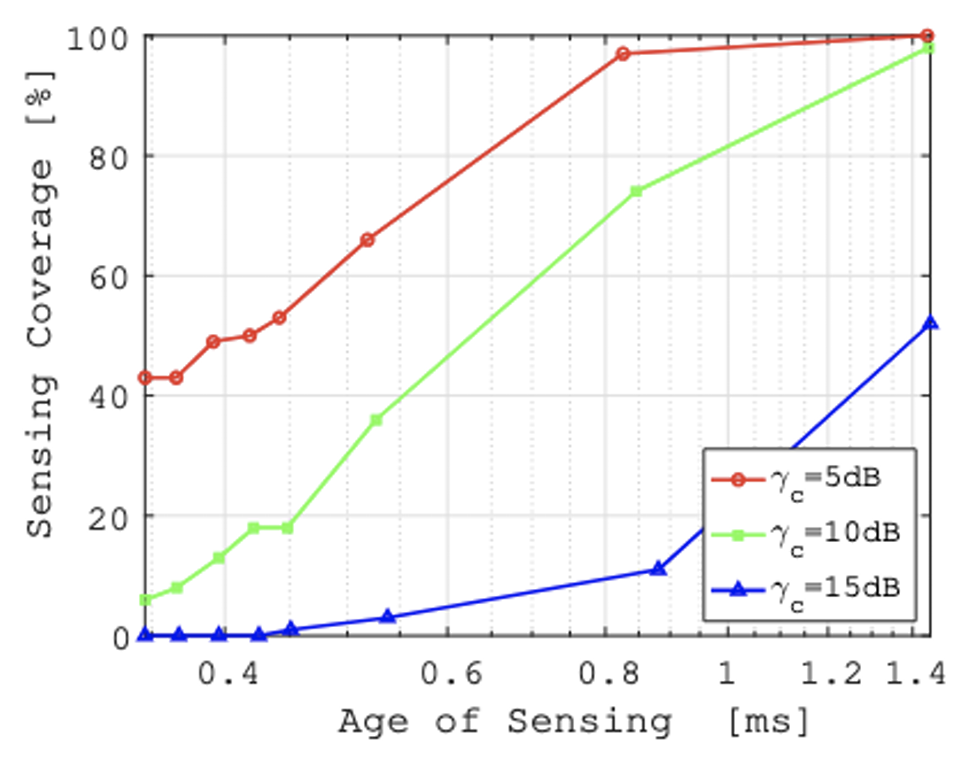 Sensing Coverage [%]
100
80
60
40
20
0
γc=5dB
γc=10dB
γc=15dB
0.4 0.6 0.8 1 1.2 1.4
Age of Sensing [ms]